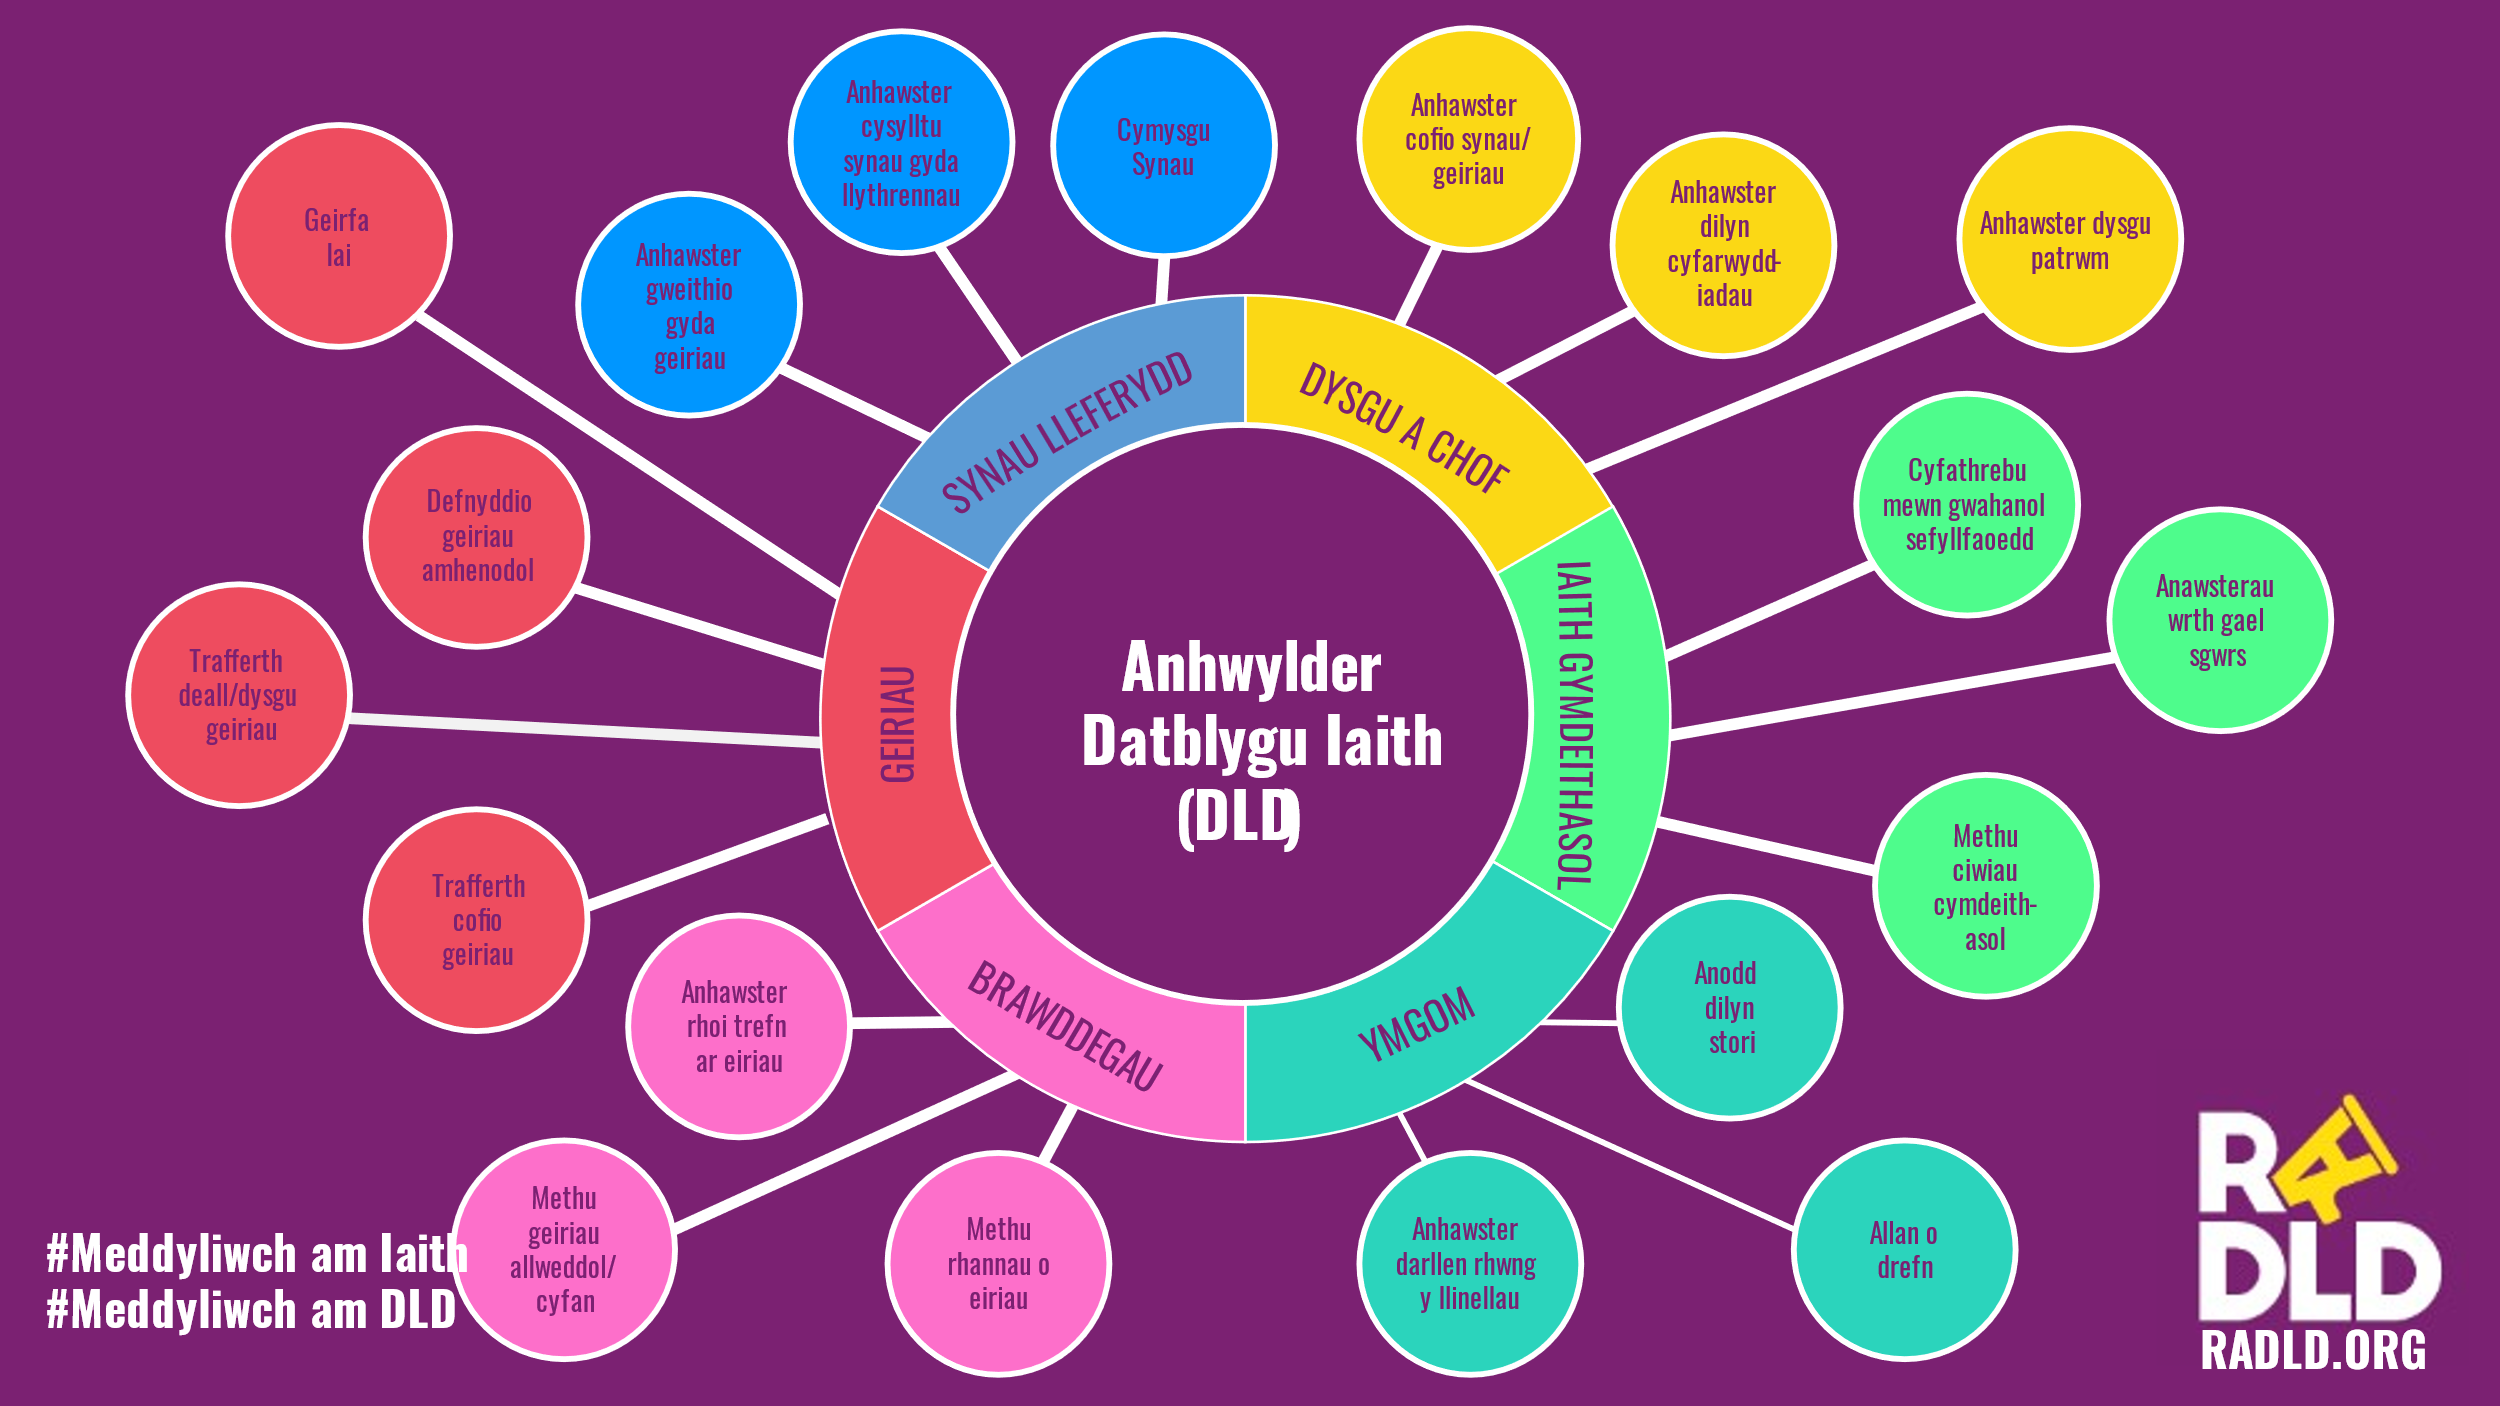 Anhwylder
Datblygu Iaith
(DLD)
SYNAU LLEFERYDD
DYSGU A CHOF
IAITH GYMDEITHASOL
YMGOM
BRAWDDEGAU
GEIRIAU
Anhawster
gweithio
gyda
geiriau
Anhawster
cysylltu
synau gyda
llythrennau
Cymysgu
Synau
Anhawster
cofio synau/
geiriau
Anhawster
dilyn
cyfarwydd-
iadau
Anhawster dysgu
patrwm
Cyfathrebu
mewn gwahanol
sefyllfaoedd
Anawsterau
wrth gael
sgwrs
Methu
ciwiau
cymdeith-
asol
Anodd
dilyn
stori
Allan o
drefn
Anhawster
darllen rhwng
y llinellau
Methu
rhannau o
eiriau
Methu
geiriau
allweddol/
cyfan
Anhawster
rhoi trefn
ar eiriau
Trafferth
cofio
geiriau
Trafferth
deall/dysgu
geiriau
Defnyddio
geiriau
amhenodol
Geirfa
lai
#Meddyliwch am Iaith
#Meddyliwch am DLD
RA
DLD
RADLD.ORG